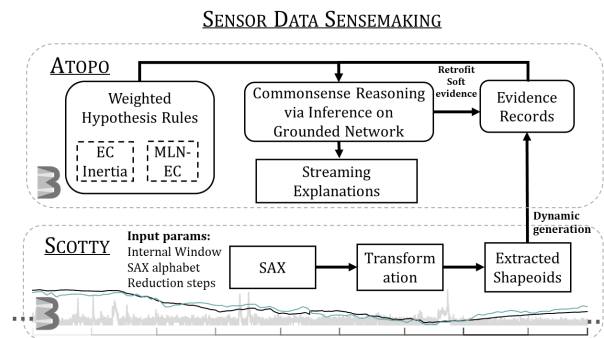 SENSOR DATA SENSEMAKING
ATOPO
Weighted
Hypothesis Rules
EC
Inertia
MLN-
EC
Commonsense Reasoning
via Inference on
Grounded Network
Retrofit
Soft
evidence
Evidence
Records
Streaming
Explanations
Dynamic
generation
SCOTTY
Input params:
Internal Window
SAX alphabet
Reduction steps
SAX
Transform
ation
Extracted
Shapeoids